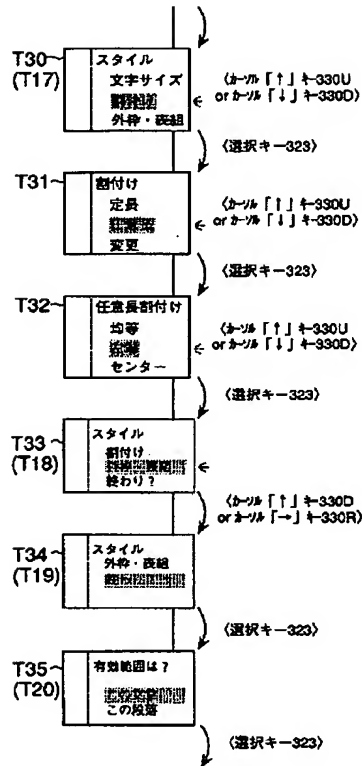 T30
(T17)
スタイル
文字サイズ
外枠・表組
〈カーソル「↑」キー330U
or カーソル「↓」キー330D〉
〈選択キー323〉
T31
割付け
定長
変更
〈カーソル「↑」キー330U
or カーソル「↓」キー330D〉
〈選択キー323〉
T32
任意長割付け
均等
センター
〈カーソル「↑」キー330U
or カーソル「↓」キー330D〉
〈選択キー323〉
T33
(T18)
スタイル
割付け
終わり?
〈カーソル「↑」キー330D
or カーソル「→」キー330R〉
T34
(T19)
スタイル
外枠・表組
〈選択キー323〉
T35
(T20)
有効範囲は?
この段落
〈選択キー323〉